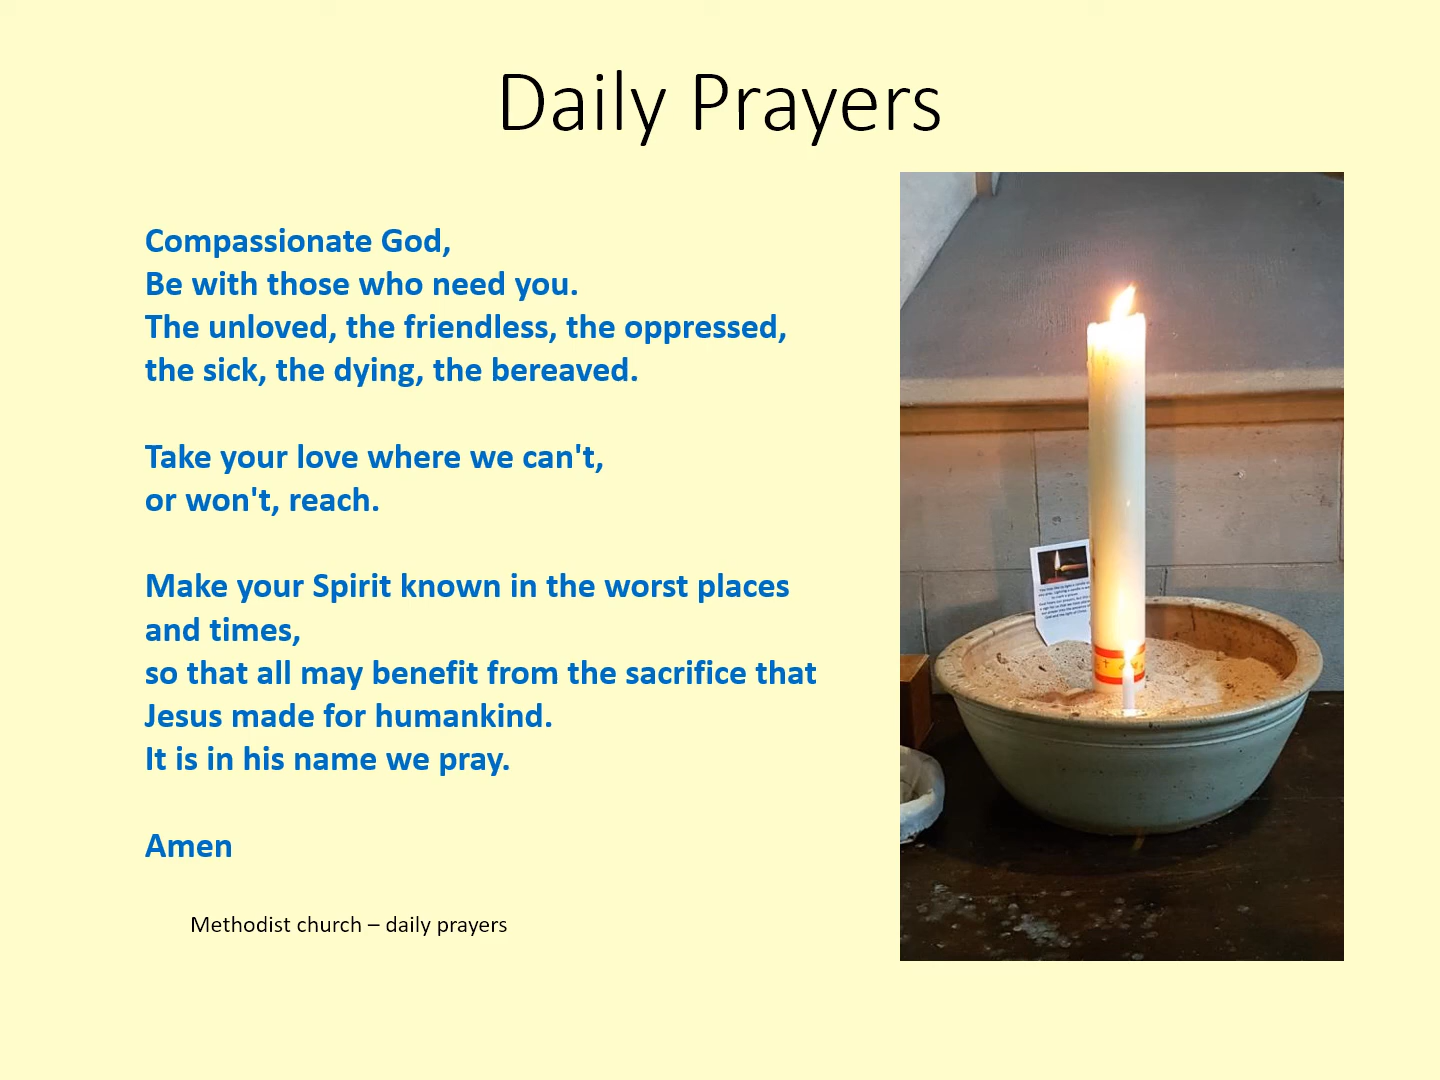 Daily Prayers
Compassionate God,
Be with those who need you.
The unloved, the friendless, the oppressed,
the sick, the dying, the bereaved.
Take your love where we can't,
or won't, reach.
Make your Spirit known in the worst places
and times,
so that all may benefit from the sacrifice that
Jesus made for humankind.
It is in his name we pray.
Amen
Methodist church – daily prayers